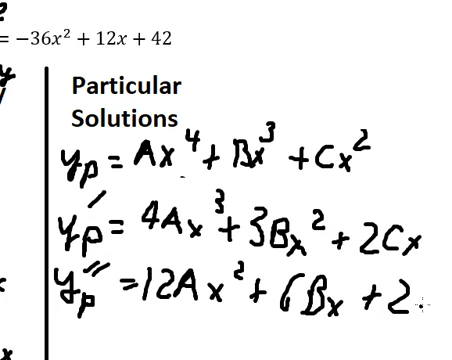 = −36x² + 12x + 42
y
Particular
Solutions
yp = Ax⁴ + Bx³ + Cx²
yp′ = 4Ax³ + 3Bx² + 2Cx
yp″ = 12Ax² + 6Bx + 2
x